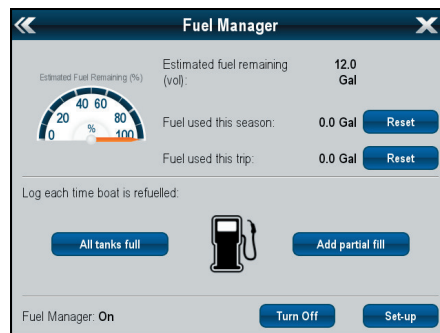 Fuel Manager
Estimated Fuel Remaining (%)
0 20 40 60 80 100
%
Estimated fuel remaining (vol):
12.0 Gal
Fuel used this season:
0.0 Gal
Reset
Fuel used this trip:
0.0 Gal
Reset
Log each time boat is refuelled:
All tanks full
Add partial fill
Fuel Manager: On
Turn Off
Set-up